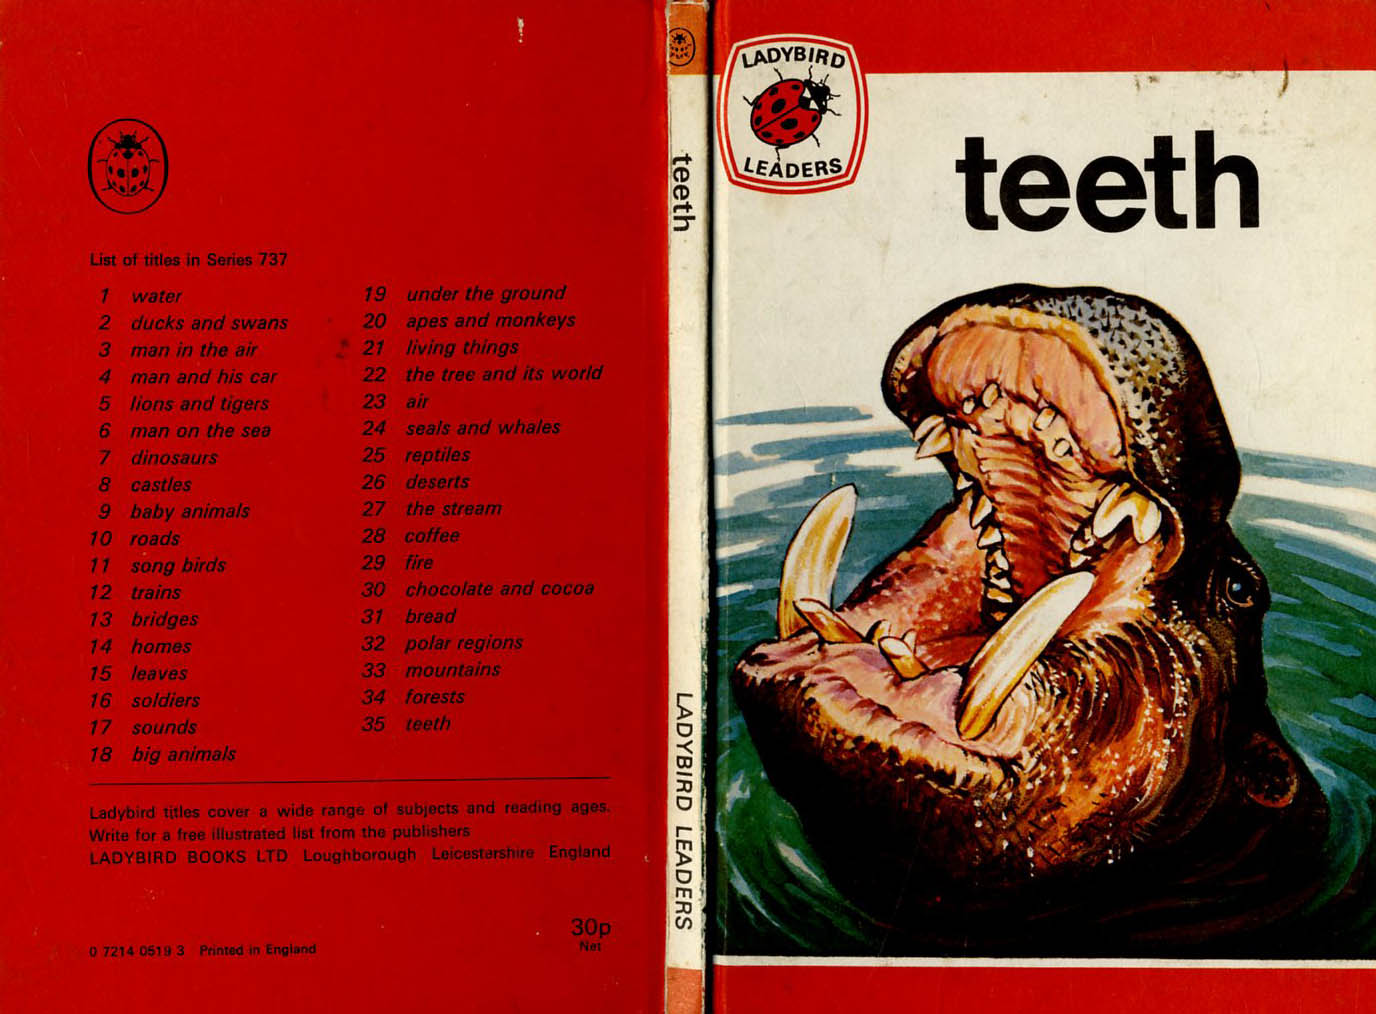 List of titles in Series 737
1 water
2 ducks and swans
3 man in the air
4 man and his car
5 lions and tigers
6 man on the sea
7 dinosaurs
8 castles
9 baby animals
10 roads
11 song birds
12 trains
13 bridges
14 homes
15 leaves
16 soldiers
17 sounds
18 big animals
19 under the ground
20 apes and monkeys
21 living things
22 the tree and its world
23 air
24 seals and whales
25 reptiles
26 deserts
27 the stream
28 coffee
29 fire
30 chocolate and cocoa
31 bread
32 polar regions
33 mountains
34 forests
35 teeth
Ladybird titles cover a wide range of subjects and reading ages.
Write for a free illustrated list from the publishers
LADYBIRD BOOKS LTD Loughborough Leicestershire England
30p
Net
0 7214 0519 3 Printed in England
teeth
LADYBIRD LEADERS
LADYBIRD
LEADERS
teeth